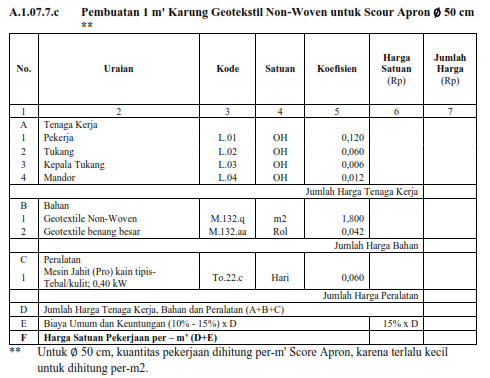 A.1.07.7.c Pembuatan 1 m' Karung Geotekstil Non-Woven untuk Scour Apron Ø 50 cm
**
No. Uraian Kode Satuan Koefisien Harga Satuan (Rp) Jumlah Harga (Rp)
1 2 3 4 5 6 7
A Tenaga Kerja
1 Pekerja L.01 OH 0,120
2 Tukang L.02 OH 0,060
3 Kepala Tukang L.03 OH 0,006
4 Mandor L.04 OH 0,012
Jumlah Harga Tenaga Kerja
B Bahan
1 Geotextile Non-Woven M.132.q m2 1,800
2 Geotextile benang besar M.132.aa Rol 0,042
Jumlah Harga Bahan
C Peralatan
1 Mesin Jahit (Pro) kain tipis- Tebal/kulit; 0,40 kW To.22.c Hari 0,060
Jumlah Harga Peralatan
D Jumlah Harga Tenaga Kerja, Bahan dan Peralatan (A+B+C)
E Biaya Umum dan Keuntungan (10% - 15%) x D 15% x D
F Harga Satuan Pekerjaan per – m' (D+E)
** Untuk Ø 50 cm, kuantitas pekerjaan dihitung per-m' Score Apron, karena terlalu kecil
untuk dihitung per-m2.